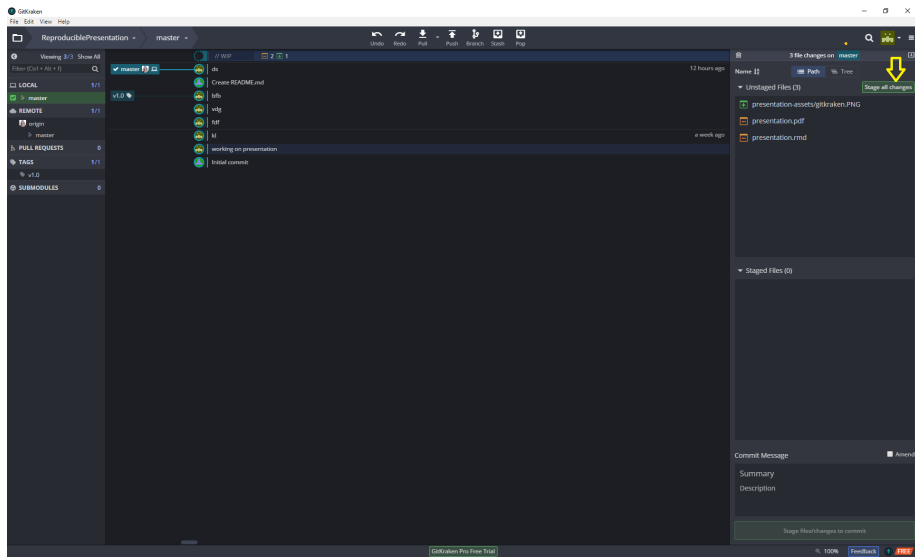 GitKraken
File Edit View Help
ReproduciblePresentation master
Undo Redo Pull Push Branch Stash Pop
Viewing 3/3 Show All
Filter (Ctrl + Alt + f)
LOCAL 1/1
master
REMOTE 1/1
origin
master
PULL REQUESTS 0
TAGS 1/1
v1.0
SUBMODULES 0
// WIP 2 1
master ds 12 hours ago
Create README.md
v1.0 bfb
vdg
fdf
kl a week ago
working on presentation
Initial commit
3 file changes on master
Name Path Tree
Unstaged Files (3) Stage all changes
presentation-assets/gitkraken.PNG
presentation.pdf
presentation.rmd
Staged Files (0)
Commit Message Amend
Summary
Description
Stage files/changes to commit
GitKraken Pro Free Trial 100% Feedback FREE